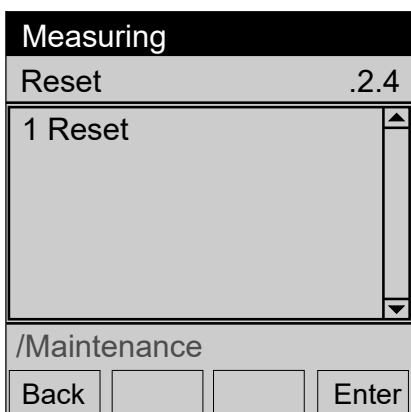 Measuring
Reset .2.4
1 Reset
/Maintenance
Back Enter